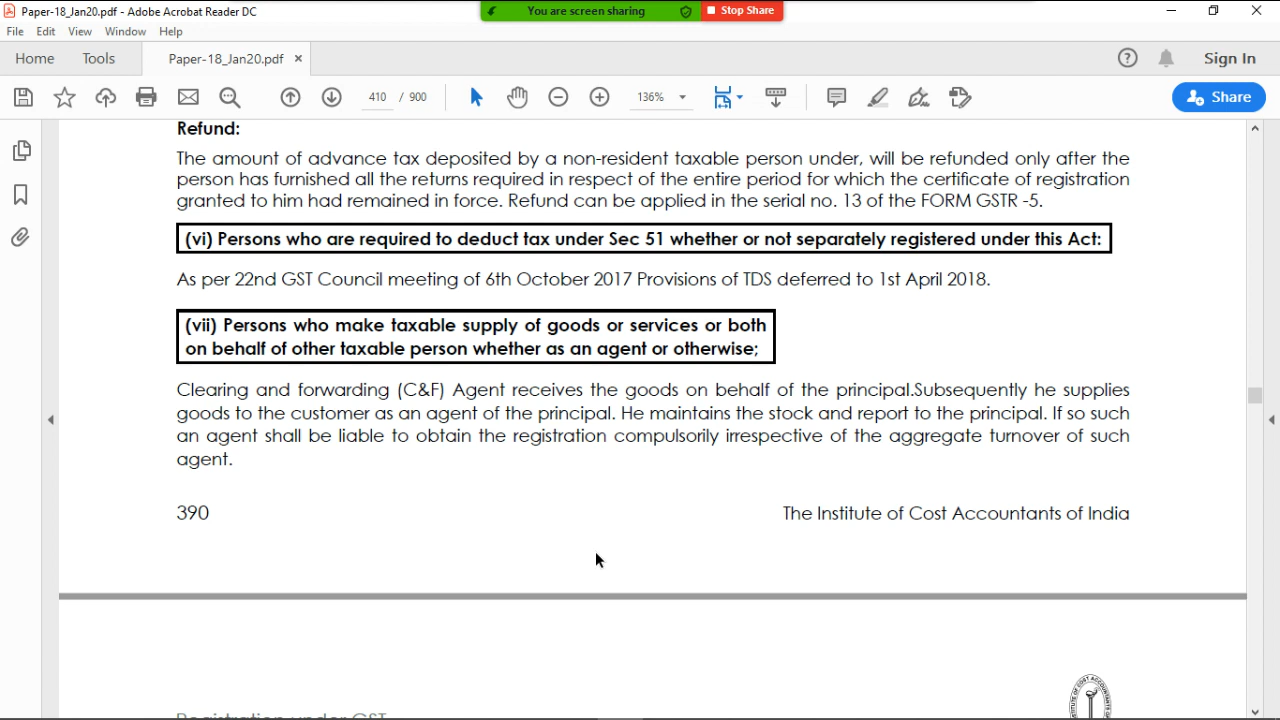 Paper-18_Jan20.pdf - Adobe Acrobat Reader DC
You are screen sharing
Stop Share
File Edit View Window Help
Home Tools Paper-18_Jan20.pdf × Sign In
410 / 900 136% Share
Refund:
The amount of advance tax deposited by a non-resident taxable person under, will be refunded only after the
person has furnished all the returns required in respect of the entire period for which the certificate of registration
granted to him had remained in force. Refund can be applied in the serial no. 13 of the FORM GSTR -5.
(vi) Persons who are required to deduct tax under Sec 51 whether or not separately registered under this Act:
As per 22nd GST Council meeting of 6th October 2017 Provisions of TDS deferred to 1st April 2018.
(vii) Persons who make taxable supply of goods or services or both
on behalf of other taxable person whether as an agent or otherwise;
Clearing and forwarding (C&F) Agent receives the goods on behalf of the principal.Subsequently he supplies
goods to the customer as an agent of the principal. He maintains the stock and report to the principal. If so such
an agent shall be liable to obtain the registration compulsorily irrespective of the aggregate turnover of such
agent.
390 The Institute of Cost Accountants of India
Registration under GST